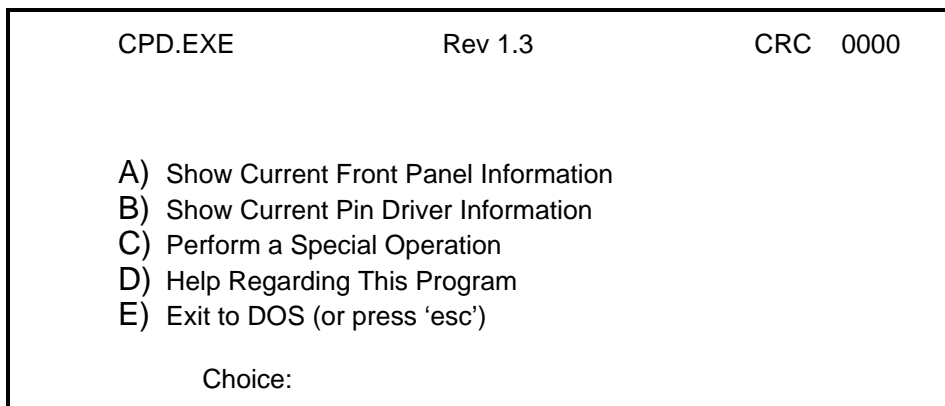 CPD.EXE Rev 1.3 CRC 0000
A) Show Current Front Panel Information
B) Show Current Pin Driver Information
C) Perform a Special Operation
D) Help Regarding This Program
E) Exit to DOS (or press ‘esc’)
Choice: